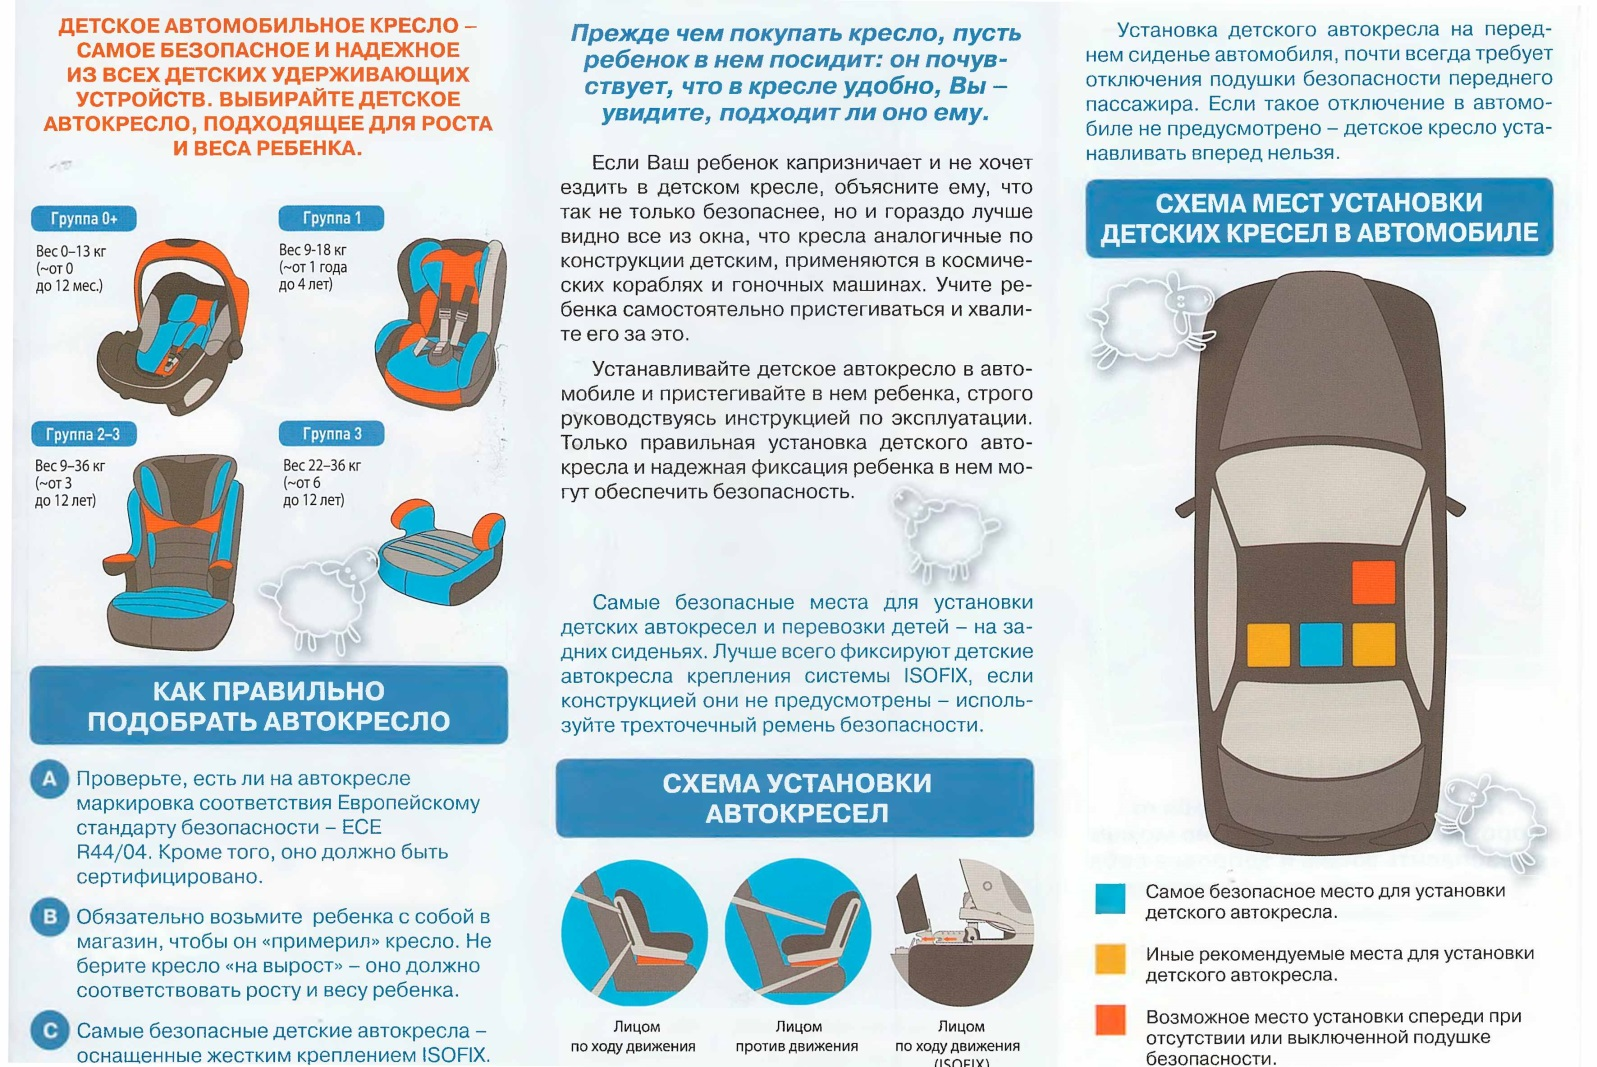 ДЕТСКОЕ АВТОМОБИЛЬНОЕ КРЕСЛО –
САМОЕ БЕЗОПАСНОЕ И НАДЕЖНОЕ
ИЗ ВСЕХ ДЕТСКИХ УДЕРЖИВАЮЩИХ
УСТРОЙСТВ. ВЫБИРАЙТЕ ДЕТСКОЕ
АВТОКРЕСЛО, ПОДХОДЯЩЕЕ ДЛЯ РОСТА
И ВЕСА РЕБЕНКА.
Группа 0+
Вес 0–13 кг
(~от 0
до 12 мес.)
Группа 1
Вес 9-18 кг
(~от 1 года
до 4 лет)
Группа 2–3
Вес 9–36 кг
(~от 3
до 12 лет)
Группа 3
Вес 22–36 кг
(~от 6
до 12 лет)
КАК ПРАВИЛЬНО
ПОДОБРАТЬ АВТОКРЕСЛО
A Проверьте, есть ли на автокресле
маркировка соответствия Европейскому
стандарту безопасности – ECE
R44/04. Кроме того, оно должно быть
сертифицировано.
B Обязательно возьмите ребенка с собой в
магазин, чтобы он «примерил» кресло. Не
берите кресло «на вырост» – оно должно
соответствовать росту и весу ребенка.
C Самые безопасные детские автокресла –
оснащенные жестким креплением ISOFIX.
Прежде чем покупать кресло, пусть
ребенок в нем посидит: он почув-
ствует, что в кресле удобно, Вы –
увидите, подходит ли оно ему.
Если Ваш ребенок капризничает и не хочет
ездить в детском кресле, объясните ему, что
так не только безопаснее, но и гораздо лучше
видно все из окна, что кресла аналогичные по
конструкции детским, применяются в космиче-
ских кораблях и гоночных машинах. Учите ре-
бенка самостоятельно пристегиваться и хвали-
те его за это.
Устанавливайте детское автокресло в авто-
мобиле и пристегивайте в нем ребенка, строго
руководствуясь инструкцией по эксплуатации.
Только правильная установка детского авто-
кресла и надежная фиксация ребенка в нем мо-
гут обеспечить безопасность.
Самые безопасные места для установки
детских автокресел и перевозки детей – на за-
дних сиденьях. Лучше всего фиксируют детские
автокресла крепления системы ISOFIX, если
конструкцией они не предусмотрены – исполь-
зуйте трехточечный ремень безопасности.
СХЕМА УСТАНОВКИ
АВТОКРЕСЕЛ
Лицом
по ходу движения
Лицом
против движения
Лицом
по ходу движения
(ISOFIX)
Установка детского автокресла на перед-
нем сиденье автомобиля, почти всегда требует
отключения подушки безопасности переднего
пассажира. Если такое отключение в автомо-
биле не предусмотрено – детское кресло уста-
навливать вперед нельзя.
СХЕМА МЕСТ УСТАНОВКИ
ДЕТСКИХ КРЕСЕЛ В АВТОМОБИЛЕ
Самое безопасное место для установки
детского автокресла.
Иные рекомендуемые места для установки
детского автокресла.
Возможное место установки спереди при
отсутствии или выключенной подушке
безопасности.